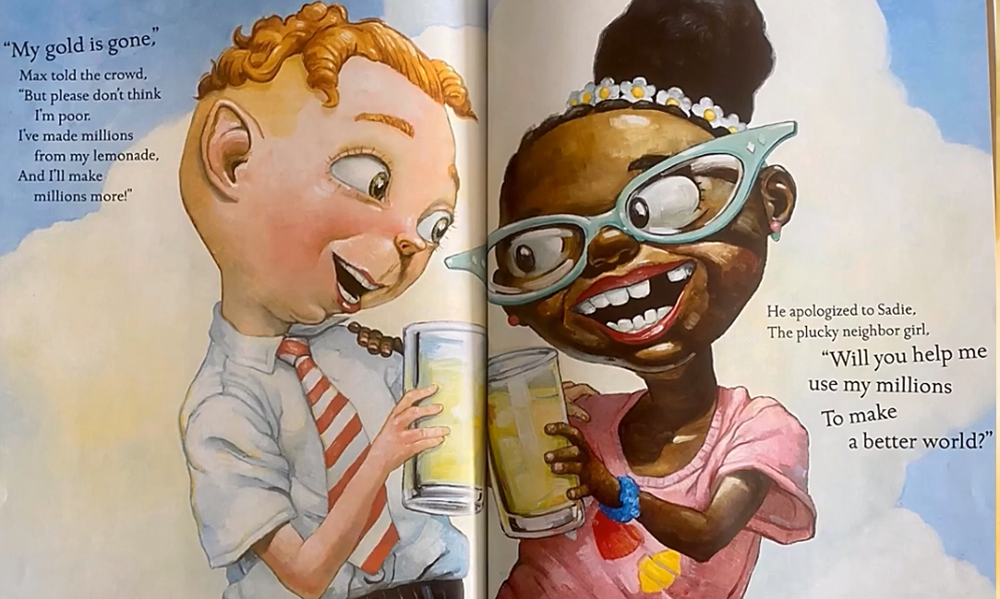 “My gold is gone,”
Max told the crowd,
“But please don’t think
I’m poor.
I’ve made millions
from my lemonade,
And I’ll make
millions more!”
He apologized to Sadie,
The plucky neighbor girl,
“Will you help me
use my millions
To make
a better world?”